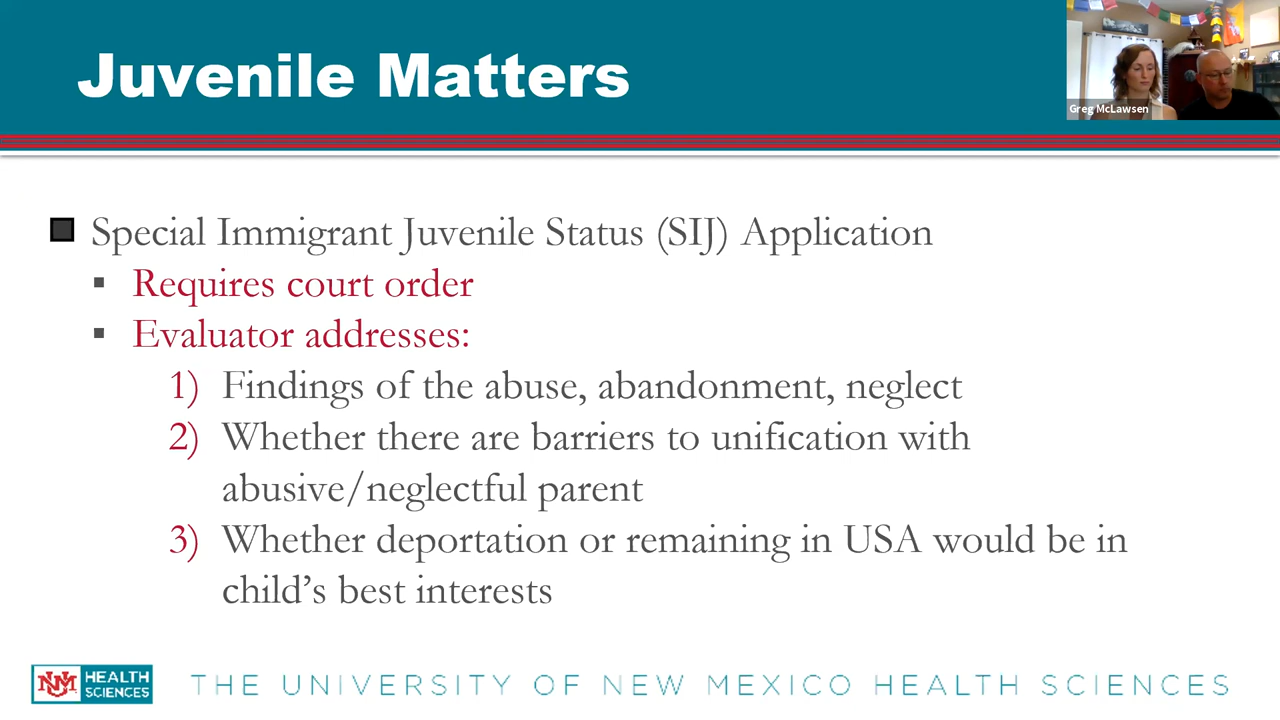 Juvenile Matters
Greg McLawsen
Special Immigrant Juvenile Status (SIJ) Application
Requires court order
Evaluator addresses:
1) Findings of the abuse, abandonment, neglect
2) Whether there are barriers to unification with
abusive/neglectful parent
3) Whether deportation or remaining in USA would be in
child’s best interests
UNM HEALTH
SCIENCES
THE UNIVERSITY OF NEW MEXICO HEALTH SCIENCES